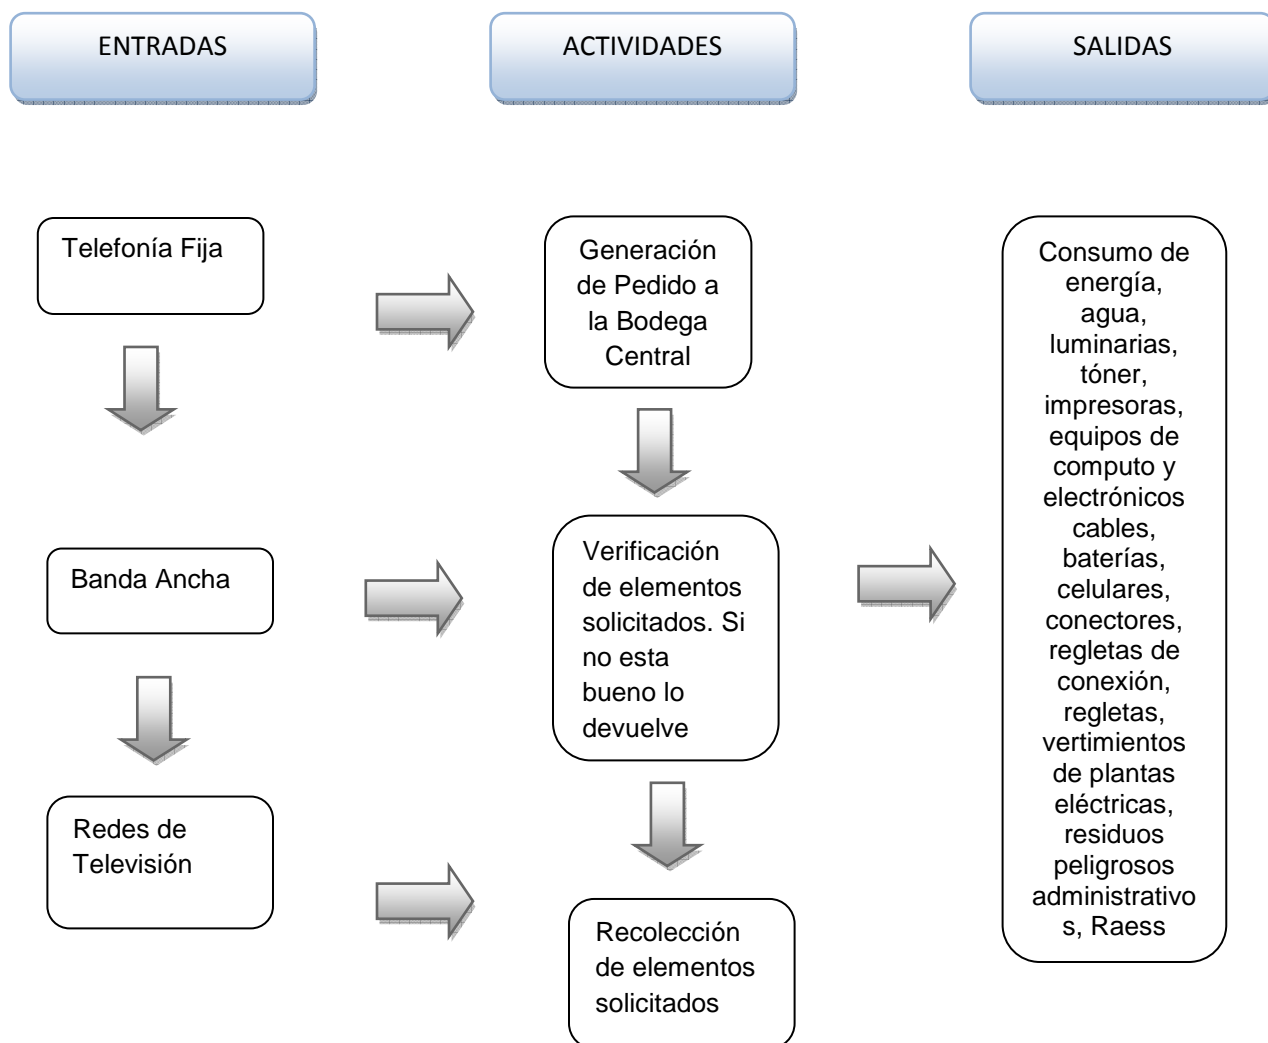 ENTRADAS
ACTIVIDADES
SALIDAS
Telefonía Fija
Generación
de Pedido a
la Bodega
Central
Banda Ancha
Verificación
de elementos
solicitados. Si
no esta
bueno lo
devuelve
Redes de
Televisión
Recolección
de elementos
solicitados
Consumo de
energía,
agua,
luminarias,
tóner,
impresoras,
equipos de
computo y
electrónicos
cables,
baterías,
celulares,
conectores,
regletas de
conexión,
regletas,
vertimientos
de plantas
eléctricas,
residuos
peligrosos
administrativo
s, Raess